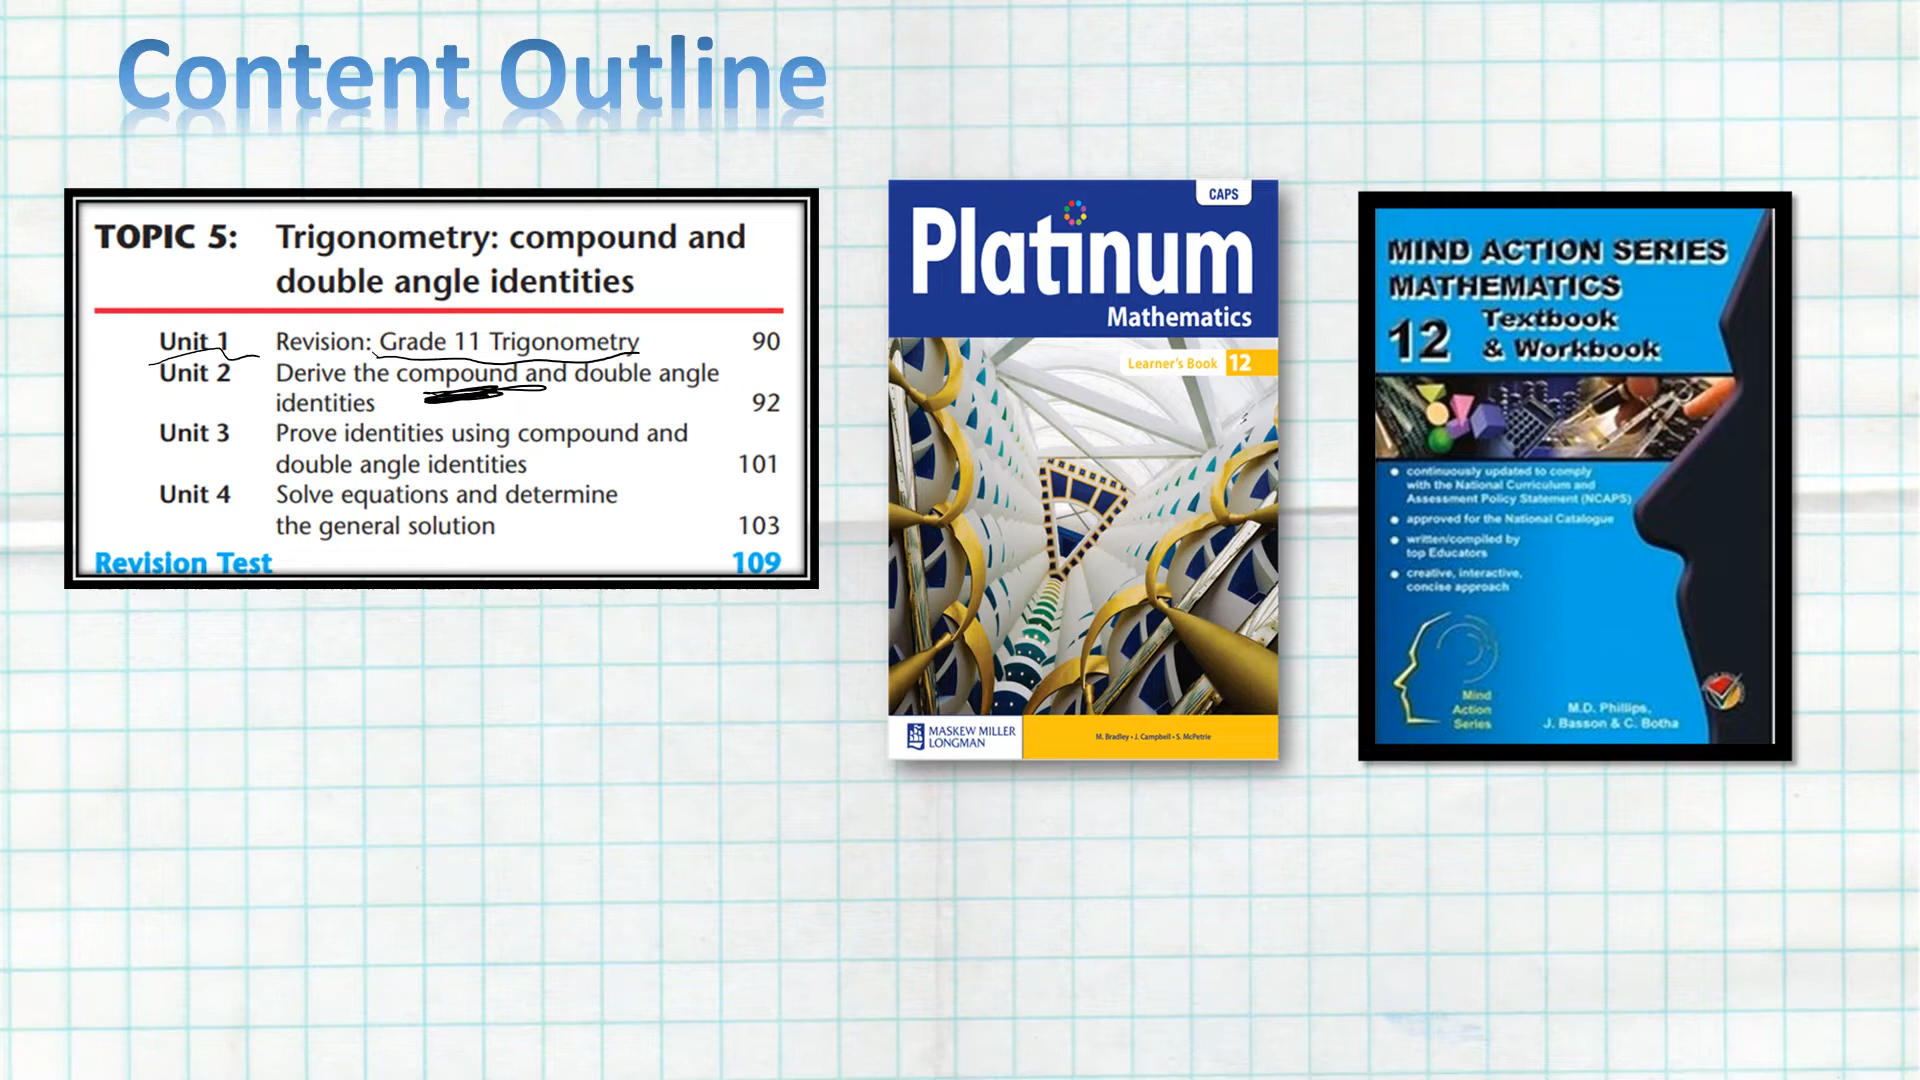 Content Outline
TOPIC 5: Trigonometry: compound and
double angle identities
Unit 1 Revision: Grade 11 Trigonometry 90
Unit 2 Derive the compound and double angle
identities 92
Unit 3 Prove identities using compound and
double angle identities 101
Unit 4 Solve equations and determine
the general solution 103
Revision Test 109
CAPS
Platinum
Mathematics
Learner's Book 12
MASKEW MILLER
LONGMAN
M. Bradley • J. Campbell • S. McPetrie
MIND ACTION SERIES
MATHEMATICS
12 Textbook
& Workbook
• continuously updated to comply
with the National Curriculum and
Assessment Policy Statement (NCAPS)
• approved for the National Catalogue
• written/compiled by
top Educators
• creative, interactive,
concise approach
Mind
Action
Series
M.D. Phillips,
J. Basson & C. Botha